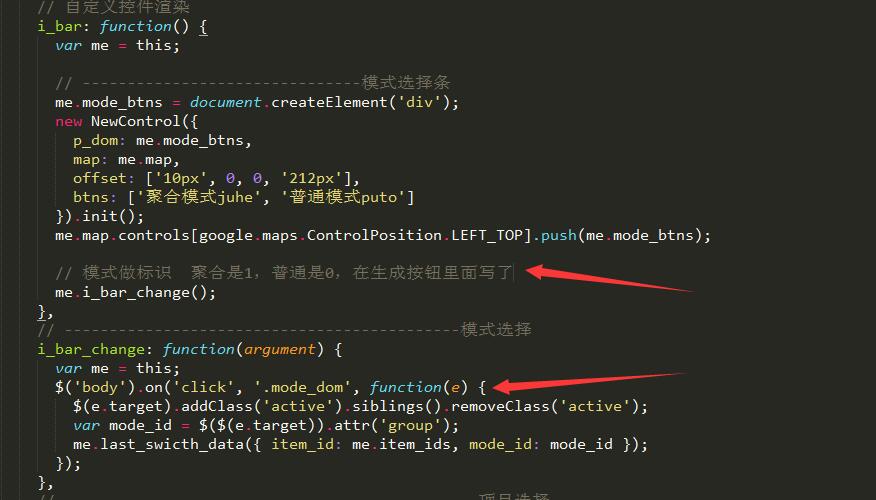 // 自定义控件渲染
i_bar: function() {
var me = this;
// -------------------------------模式选择条
me.mode_btns = document.createElement('div');
new NewControl({
p_dom: me.mode_btns,
map: me.map,
offset: ['10px', 0, 0, '212px'],
btns: ['聚合模式juhe', '普通模式puto']
}).init();
me.map.controls[google.maps.ControlPosition.LEFT_TOP].push(me.mode_btns);
// 模式做标识  聚合是1，普通是0，在生成按钮里面写了
me.i_bar_change();
},
// --------------------------------------------模式选择
i_bar_change: function(argument) {
var me = this;
$('body').on('click', '.mode_dom', function(e) {
$(e.target).addClass('active').siblings().removeClass('active');
var mode_id = $($(e.target)).attr('group');
me.last_swicth_data({ item_id: me.item_ids, mode_id: mode_id });
});
},
// ----------------------------------------------项目选择